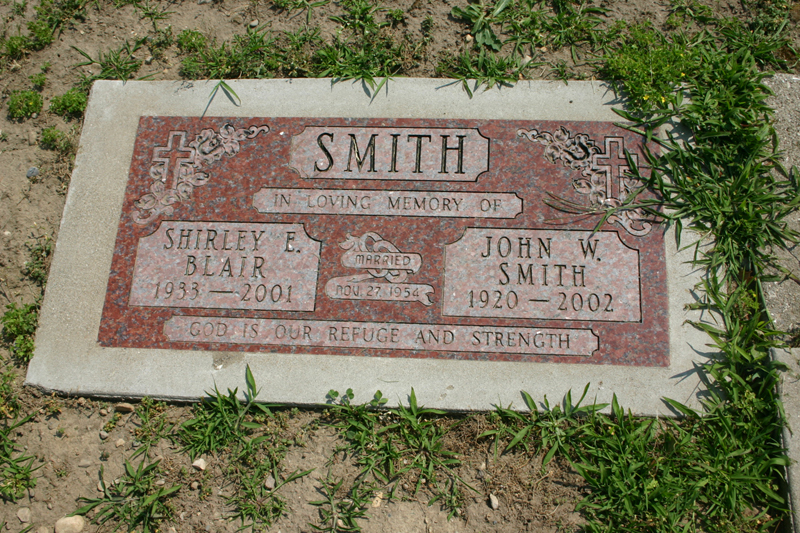 SMITH
IN LOVING MEMORY OF
SHIRLEY E.
BLAIR
1933 — 2001
MARRIED
NOV. 27, 1954
JOHN W.
SMITH
1920 — 2002
GOD IS OUR REFUGE AND STRENGTH